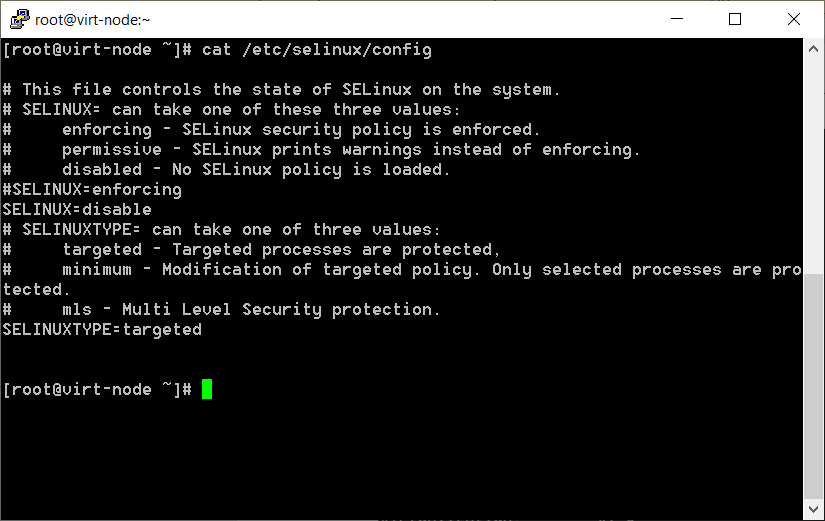 root@virt-node:~
[root@virt-node ~]# cat /etc/selinux/config
# This file controls the state of SELinux on the system.
# SELINUX= can take one of these three values:
#     enforcing - SELinux security policy is enforced.
#     permissive - SELinux prints warnings instead of enforcing.
#     disabled - No SELinux policy is loaded.
#SELINUX=enforcing
SELINUX=disable
# SELINUXTYPE= can take one of three values:
#     targeted - Targeted processes are protected,
#     minimum - Modification of targeted policy. Only selected processes are pro
tected.
#     mls - Multi Level Security protection.
SELINUXTYPE=targeted
[root@virt-node ~]#